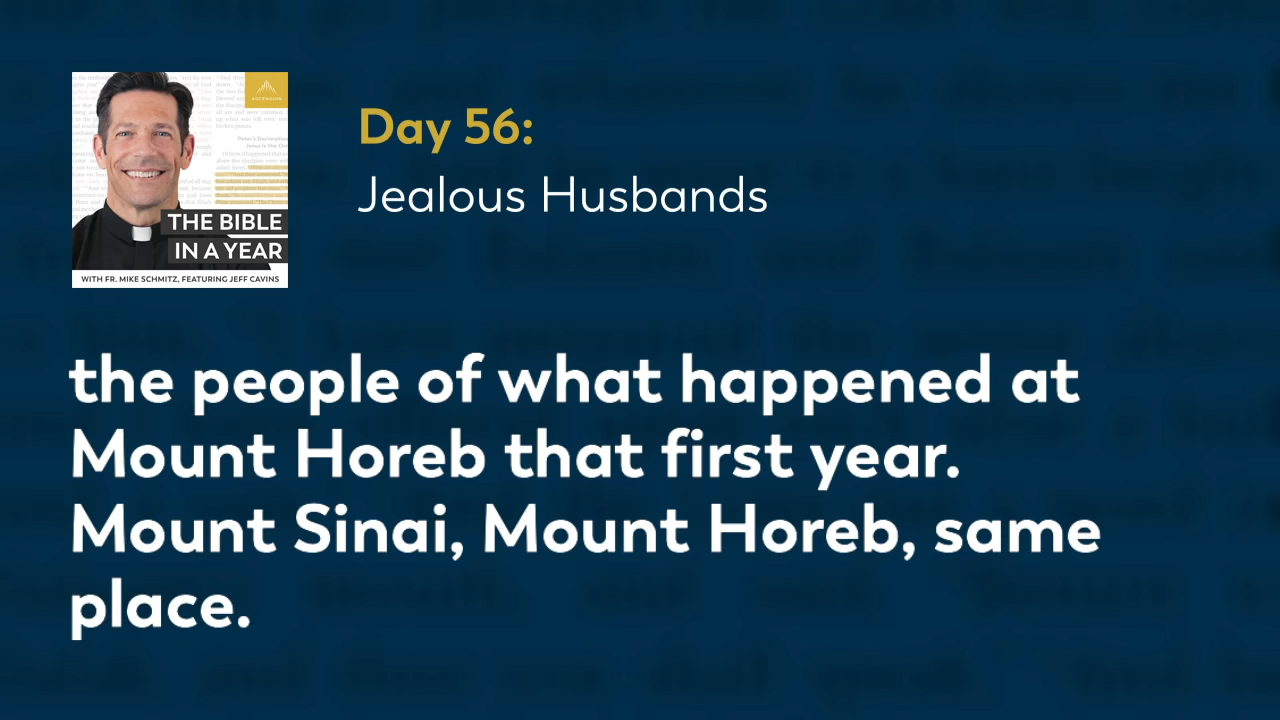 ASCENSION
THE BIBLE
IN A YEAR
WITH FR. MIKE SCHMITZ, FEATURING JEFF CAVINS
Day 56:
Jealous Husbands
the people of what happened at
Mount Horeb that first year.
Mount Sinai, Mount Horeb, same
place.